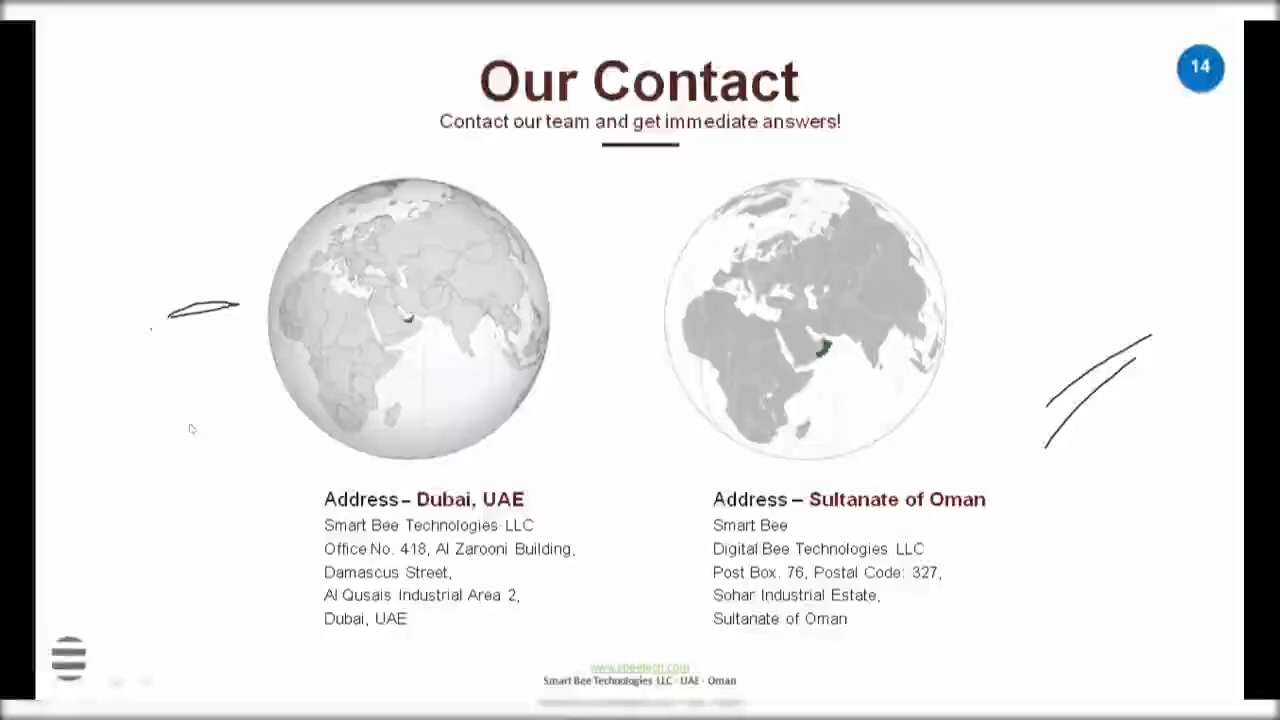 Our Contact
14
Contact our team and get immediate answers!
Address – Dubai, UAE
Smart Bee Technologies LLC
Office No. 418, Al Zarooni Building,
Damascus Street,
Al Qusais Industrial Area 2,
Dubai, UAE
Address – Sultanate of Oman
Smart Bee
Digital Bee Technologies LLC
Post Box. 76, Postal Code: 327,
Sohar Industrial Estate,
Sultanate of Oman
Smart Bee Technologies LLC - UAE - Oman